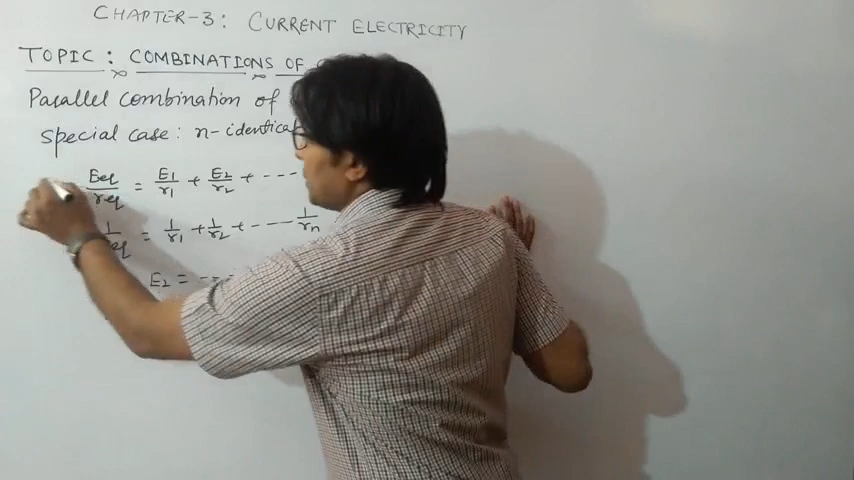 CHAPTER-3: CURRENT ELECTRICITY
TOPIC: COMBINATIONS OF
Parallel combination of
special case: n-identical
Eeq/req = E1/r1 + E2/r2 + ---
1/req = 1/r1 + 1/r2 + ---- 1/rn
E2 = ---